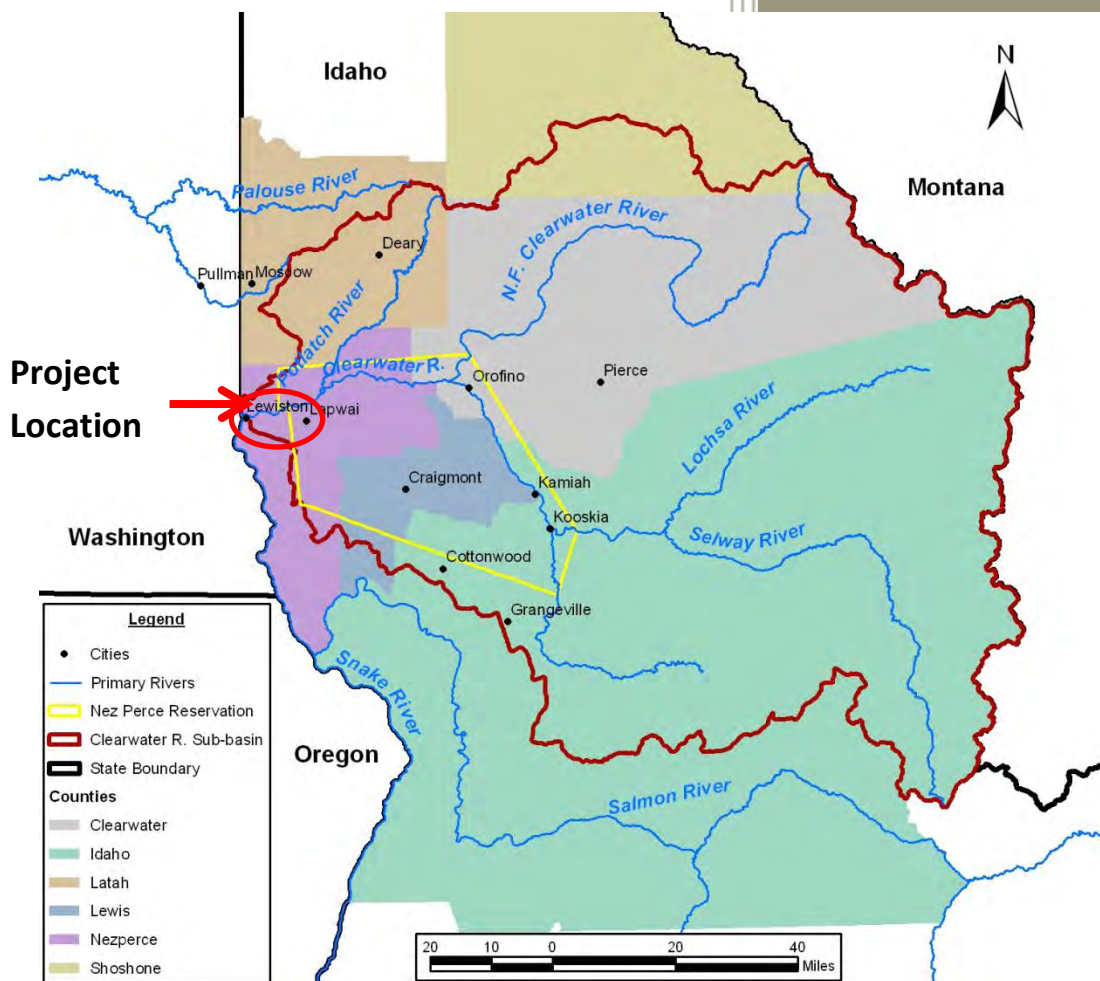 Idaho
N
Montana
Palouse River
N.F. Clearwater River
Deary
Pullman
Moscow
Potlatch River
Clearwater R.
Orofino
Pierce
Project
Location
Lewiston
Lapwai
Lochsa River
Craigmont
Kamiah
Kooskia
Selway River
Washington
Cottonwood
Grangeville
Snake River
Oregon
Salmon River
Legend
Cities
Primary Rivers
Nez Perce Reservation
Clearwater R. Sub-basin
State Boundary
Counties
Clearwater
Idaho
Latah
Lewis
Nezperce
Shoshone
20 10 0 20 40
Miles